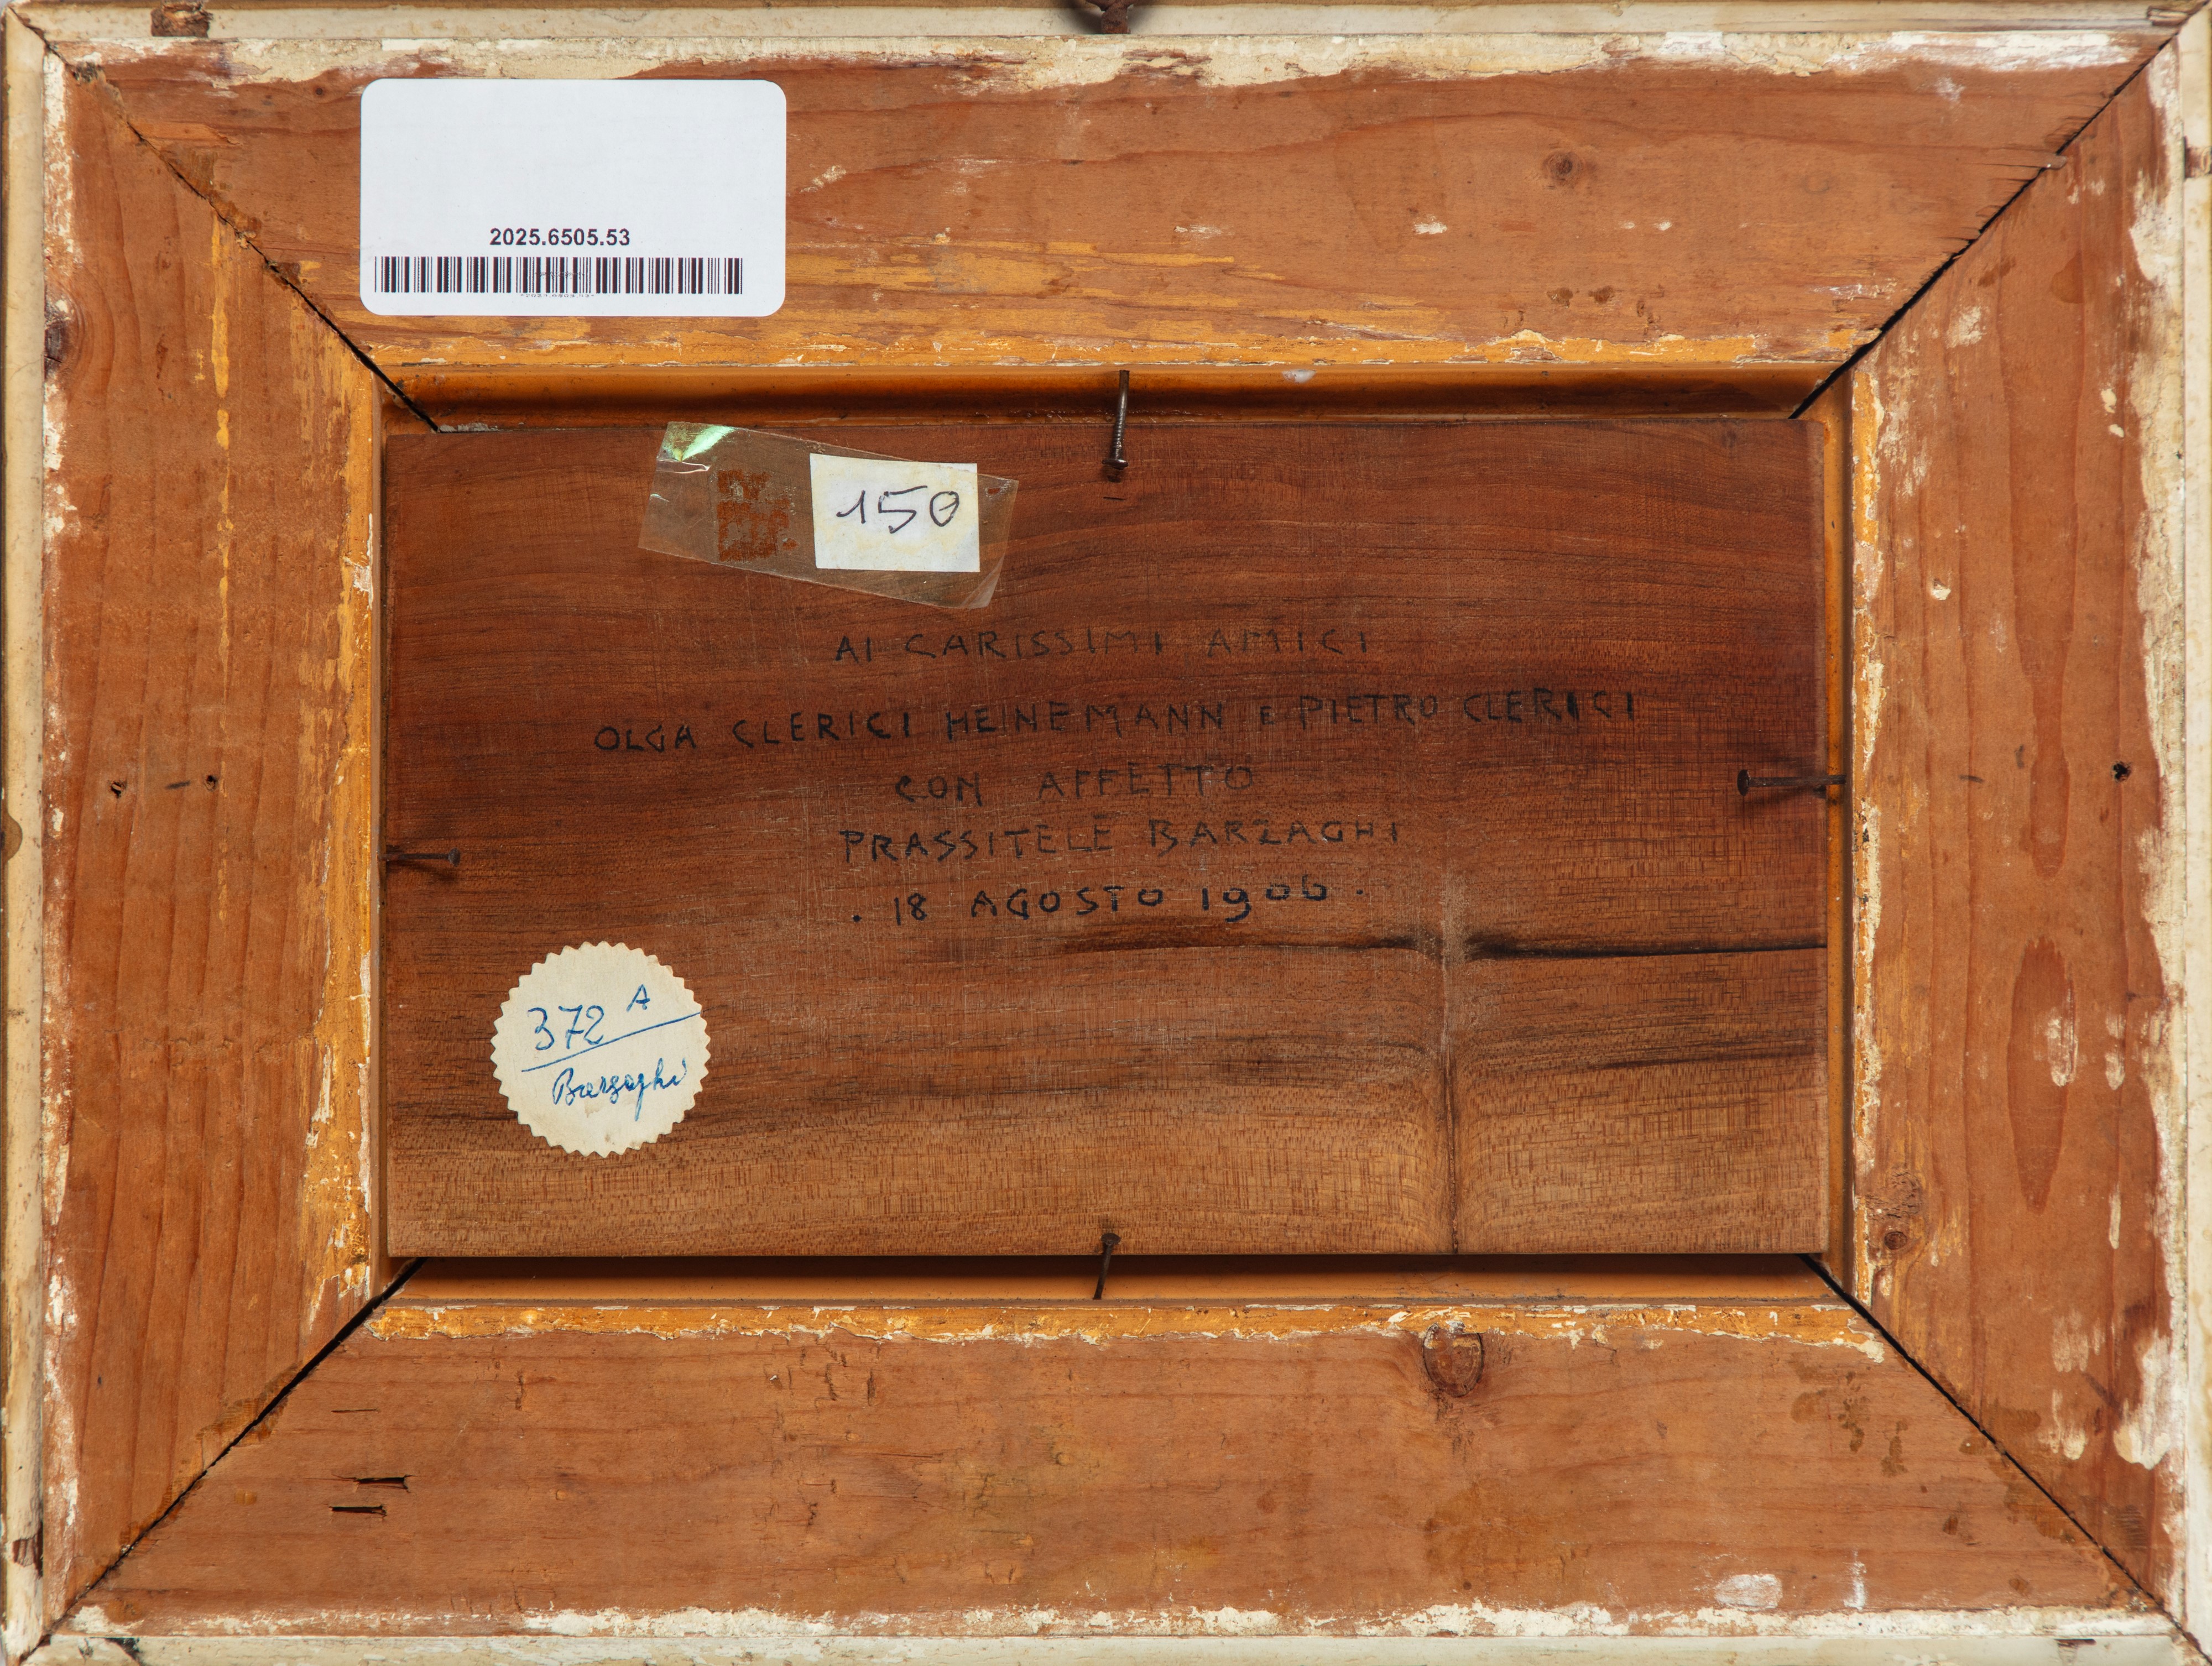 2025.6505.53
150
AI CARISSIMI AMICI
OLGA CLERICI HEINEMANN E PIETRO CLERICI
CON AFFETTO
PRASSITELE BARZAGHI
. 18 AGOSTO 1906 .
372 A
Barzaghi